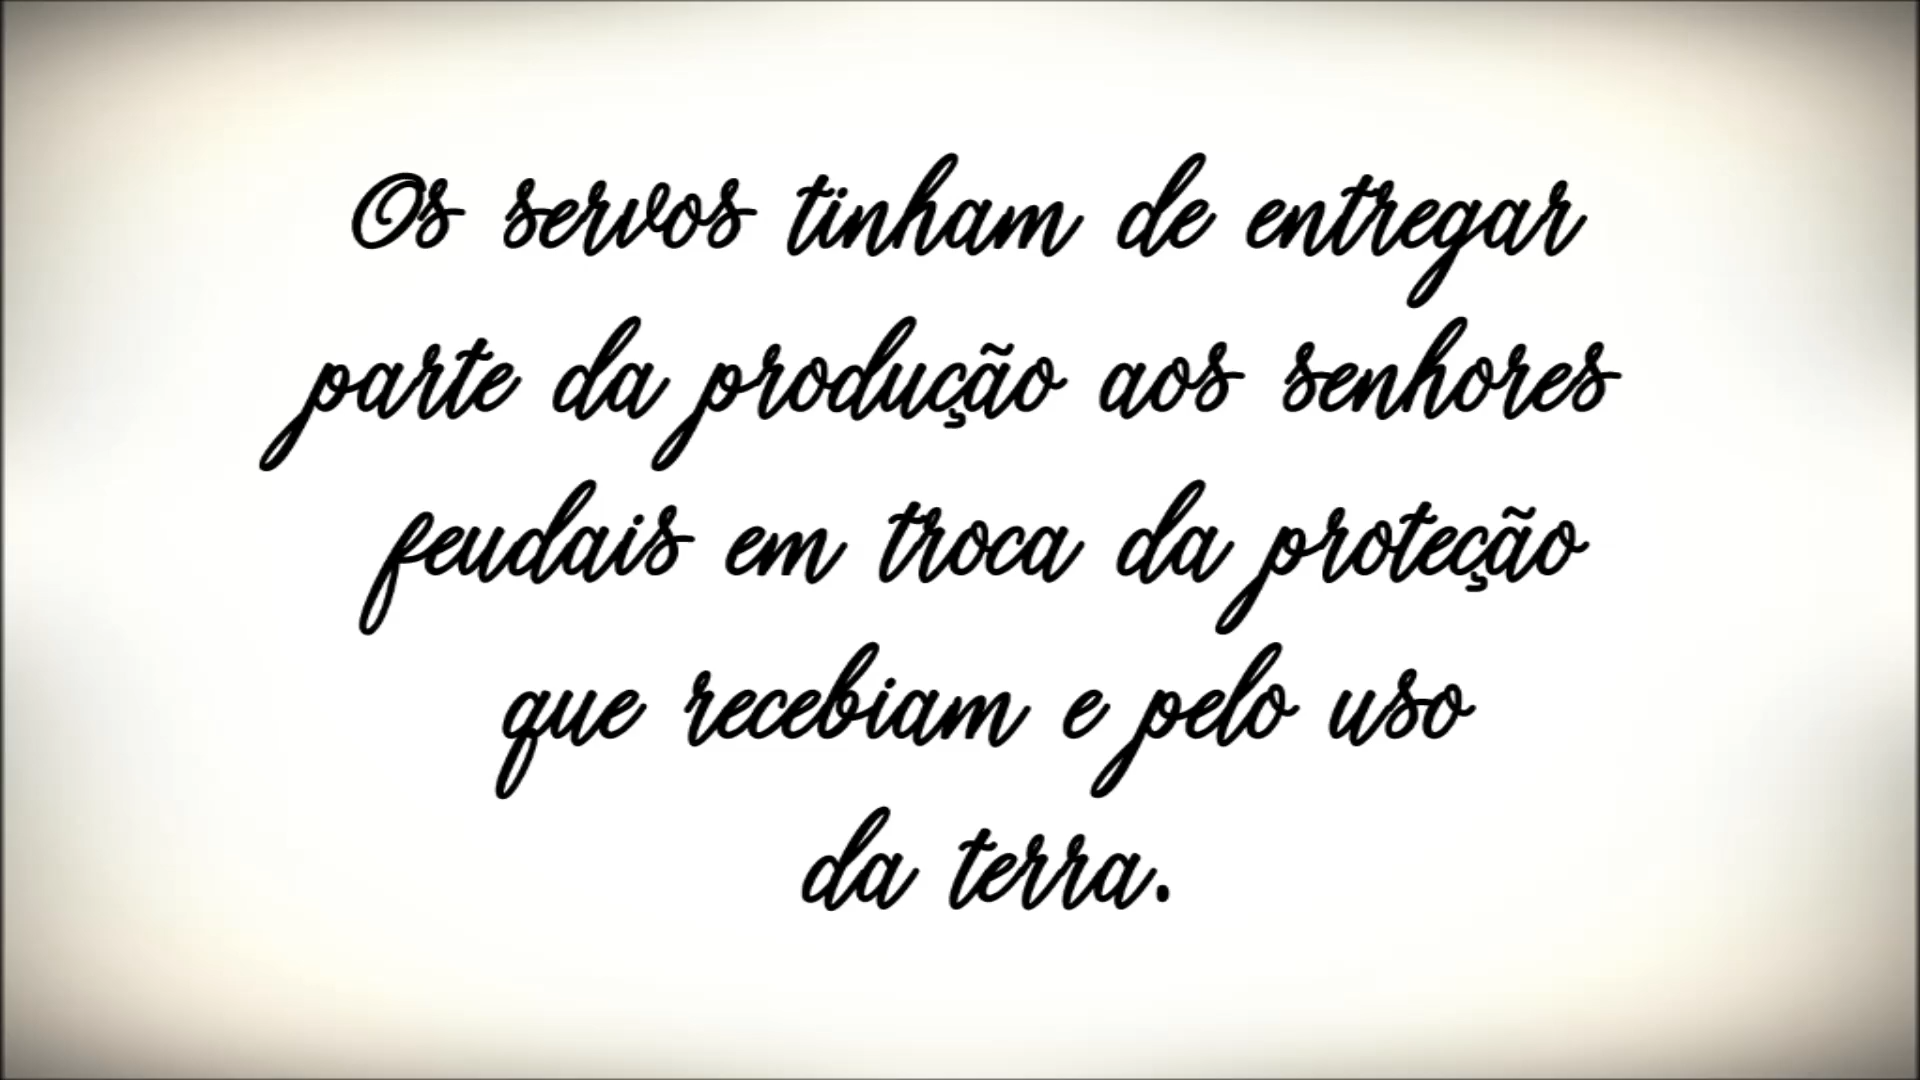 Os servos tinham de entregar
parte da produção aos senhores
feudais em troca da proteção
que recebiam e pelo uso
da terra.